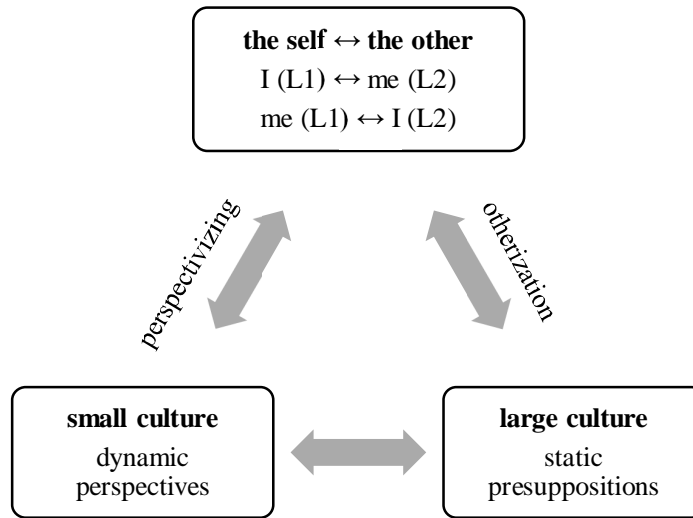 the self ↔ the other
I (L1) ↔ me (L2)
me (L1) ↔ I (L2)
perspectivizing
otherization
small culture
dynamic
perspectives
large culture
static
presuppositions